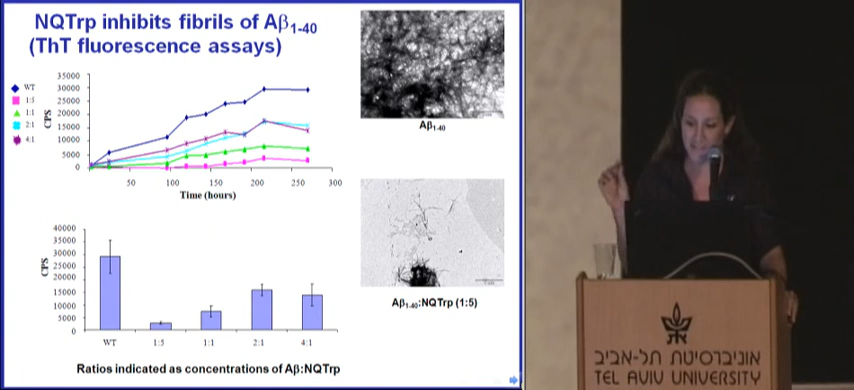 NQTrp inhibits fibrils of Aβ1-40
(ThT fluorescence assays)
35000
30000
25000
20000
15000
10000
5000
0
CPS
WT
1:5
1:1
2:1
4:1
50 100 150 200 250 300
Time (hours)
Aβ1-40
40000
35000
30000
25000
20000
15000
10000
5000
0
CPS
WT 1:5 1:1 2:1 4:1
Aβ1-40:NQTrp (1:5)
Ratios indicated as concentrations of Aβ:NQTrp
אוניברסיטת תל-אביב
TEL AVIV UNIVERSITY